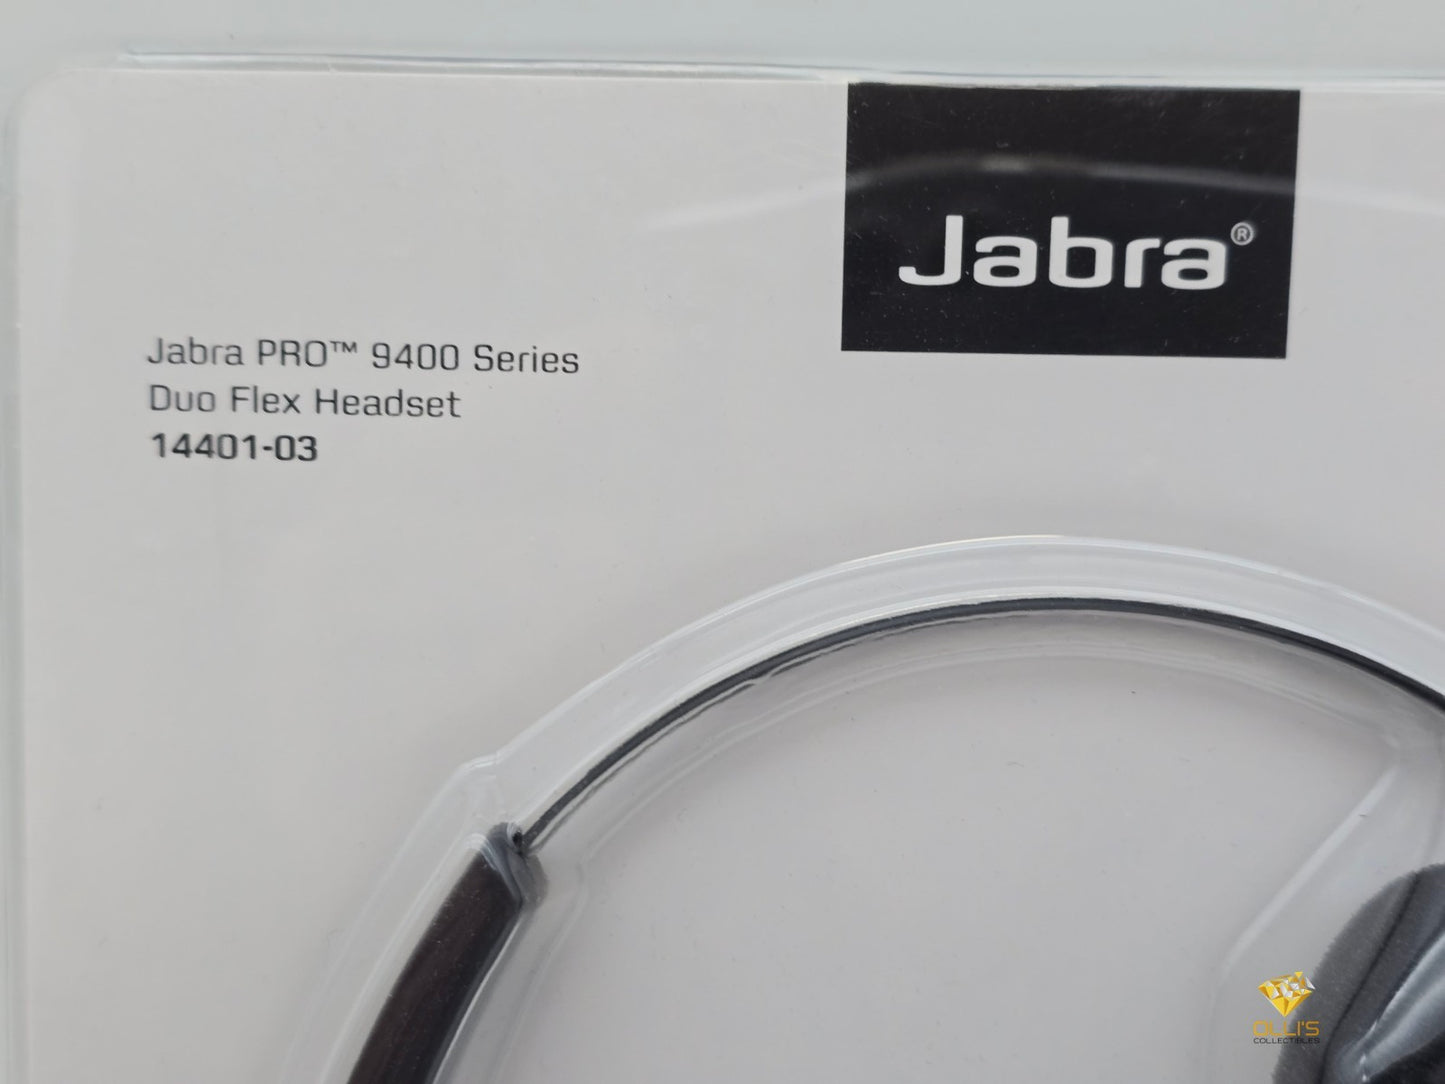 Jabra®
Jabra PRO™ 9400 Series
Duo Flex Headset
14401-03
OLLI'S
COLLECTIBLES